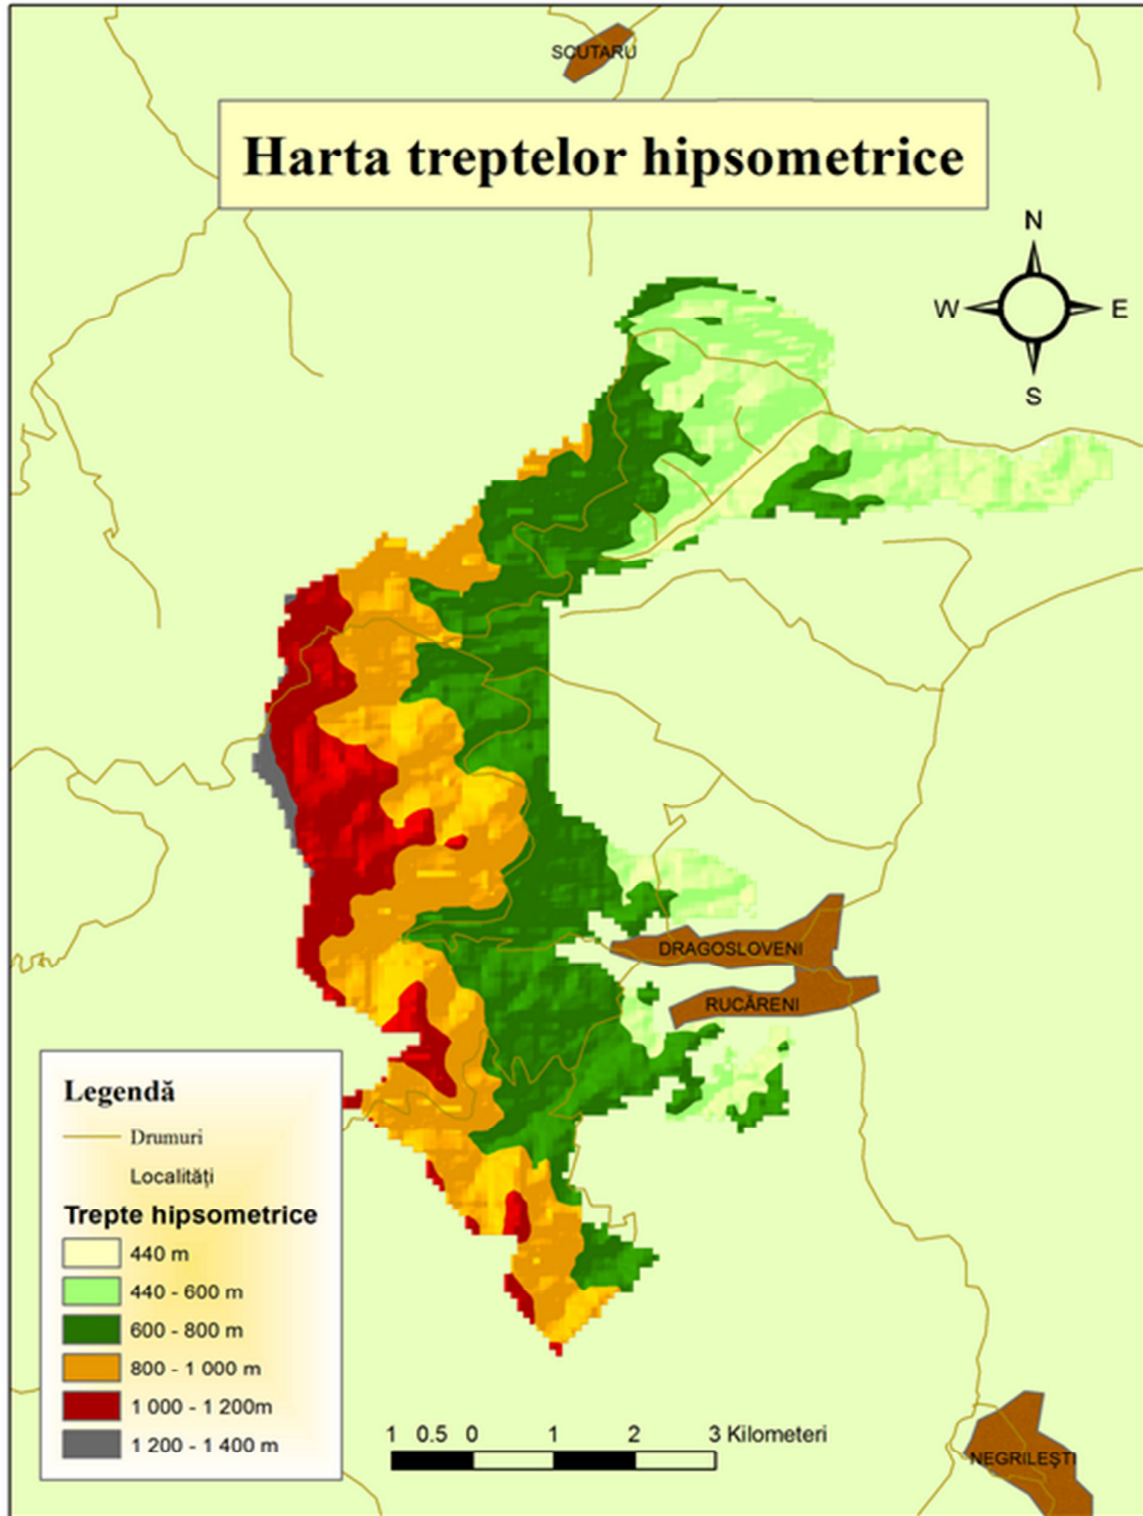 SCUTARU
Harta treptelor hipsometrice
N
W E
S
DRAGOSLOVENI
RUCĂRENI
Legendă
Drumuri
Localități
Trepte hipsometrice
440 m
440 - 600 m
600 - 800 m
800 - 1 000 m
1 000 - 1 200m
1 200 - 1 400 m
1 0.5 0 1 2 3 Kilometeri
NEGRILEŞTI